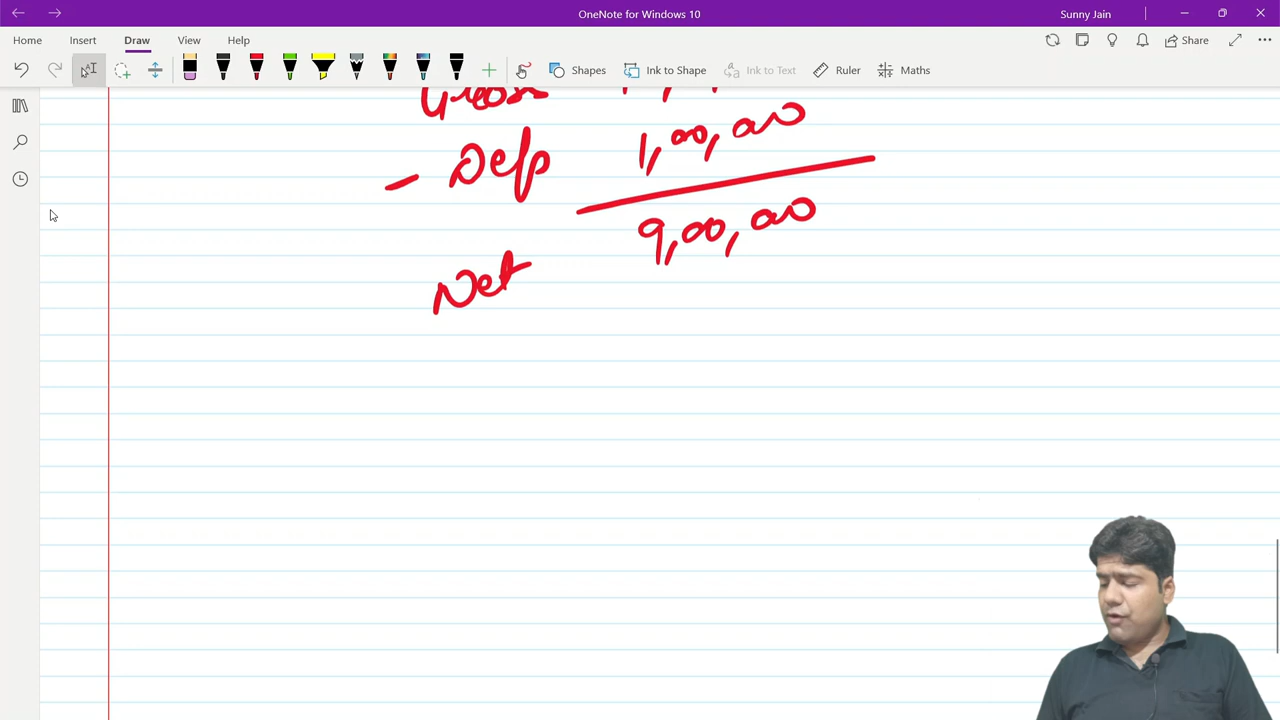 OneNote for Windows 10
Sunny Jain
Home Insert Draw View Help
Share
Shapes Ink to Shape Ink to Text Ruler Maths
Gross
- Dep 1,00,000
9,00,000
Net